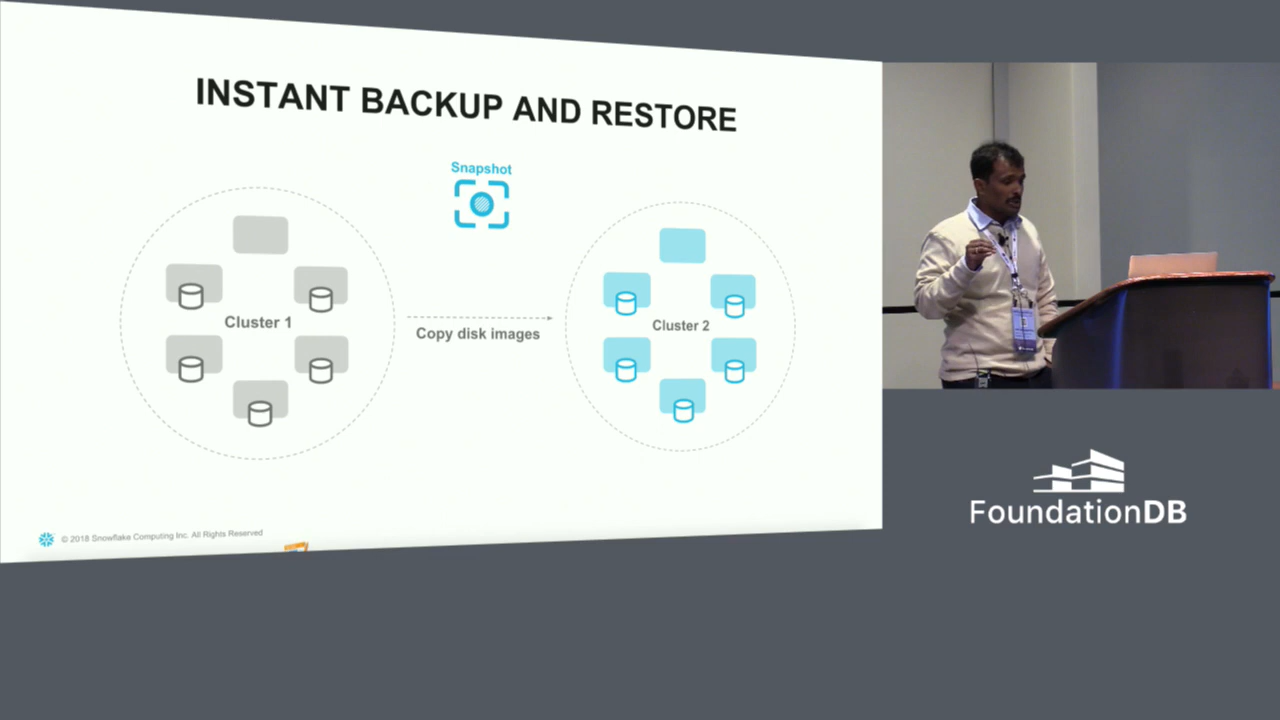 INSTANT BACKUP AND RESTORE
Snapshot
Cluster 1
Copy disk images
Cluster 2
© 2018 Snowflake Computing Inc. All Rights Reserved
FoundationDB